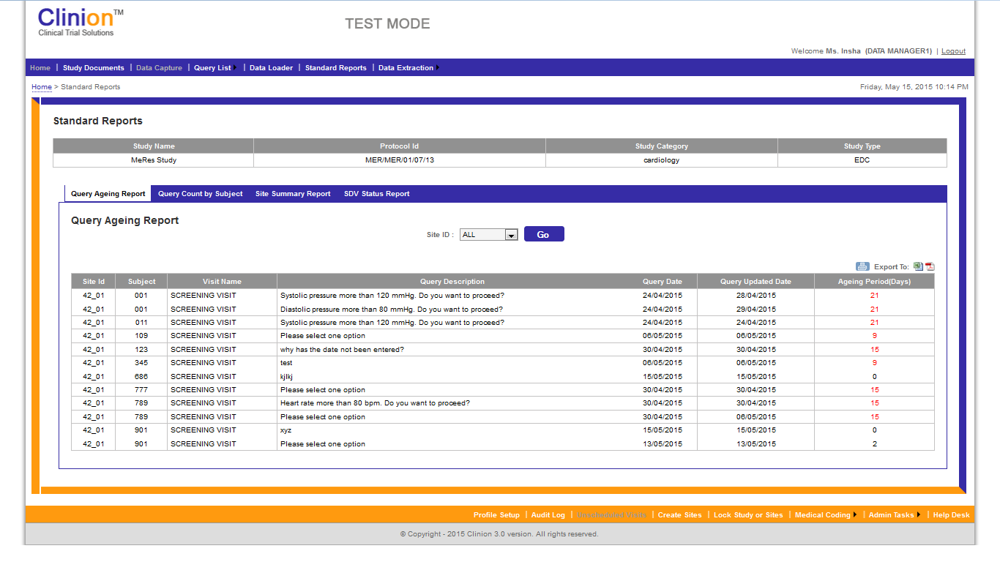 Clinion™
Clinical Trial Solutions
TEST MODE
Welcome Ms. Insha (DATA MANAGER1) | Logout
Home | Study Documents | Data Capture | Query List | Data Loader | Standard Reports | Data Extraction
Home > Standard Reports Friday, May 15, 2015 10:14 PM
Standard Reports
Study Name Protocol Id Study Category Study Type
MeRes Study MER/MER/01/07/13 cardiology EDC
Query Ageing Report Query Count by Subject Site Summary Report SDV Status Report
Query Ageing Report
Site ID : ALL Go
Export To:
Site Id Subject Visit Name Query Description Query Date Query Updated Date Ageing Period(Days)
42_01 001 SCREENING VISIT Systolic pressure more than 120 mmHg. Do you want to proceed? 24/04/2015 28/04/2015 21
42_01 001 SCREENING VISIT Diastolic pressure more than 80 mmHg. Do you want to proceed? 24/04/2015 29/04/2015 21
42_01 011 SCREENING VISIT Systolic pressure more than 120 mmHg. Do you want to proceed? 24/04/2015 24/04/2015 21
42_01 109 SCREENING VISIT Please select one option 06/05/2015 06/05/2015 9
42_01 123 SCREENING VISIT why has the date not been entered? 30/04/2015 30/04/2015 15
42_01 345 SCREENING VISIT test 06/05/2015 06/05/2015 9
42_01 686 SCREENING VISIT kjlkj 15/05/2015 15/05/2015 0
42_01 777 SCREENING VISIT Please select one option 30/04/2015 30/04/2015 15
42_01 789 SCREENING VISIT Heart rate more than 80 bpm. Do you want to proceed? 30/04/2015 30/04/2015 15
42_01 789 SCREENING VISIT Please select one option 30/04/2015 06/05/2015 15
42_01 901 SCREENING VISIT xyz 15/05/2015 15/05/2015 0
42_01 901 SCREENING VISIT Please select one option 13/05/2015 13/05/2015 2
Profile Setup | Audit Log | Unscheduled Visits | Create Sites | Lock Study or Sites | Medical Coding | Admin Tasks | Help Desk
© Copyright - 2015 Clinion 3.0 version. All rights reserved.